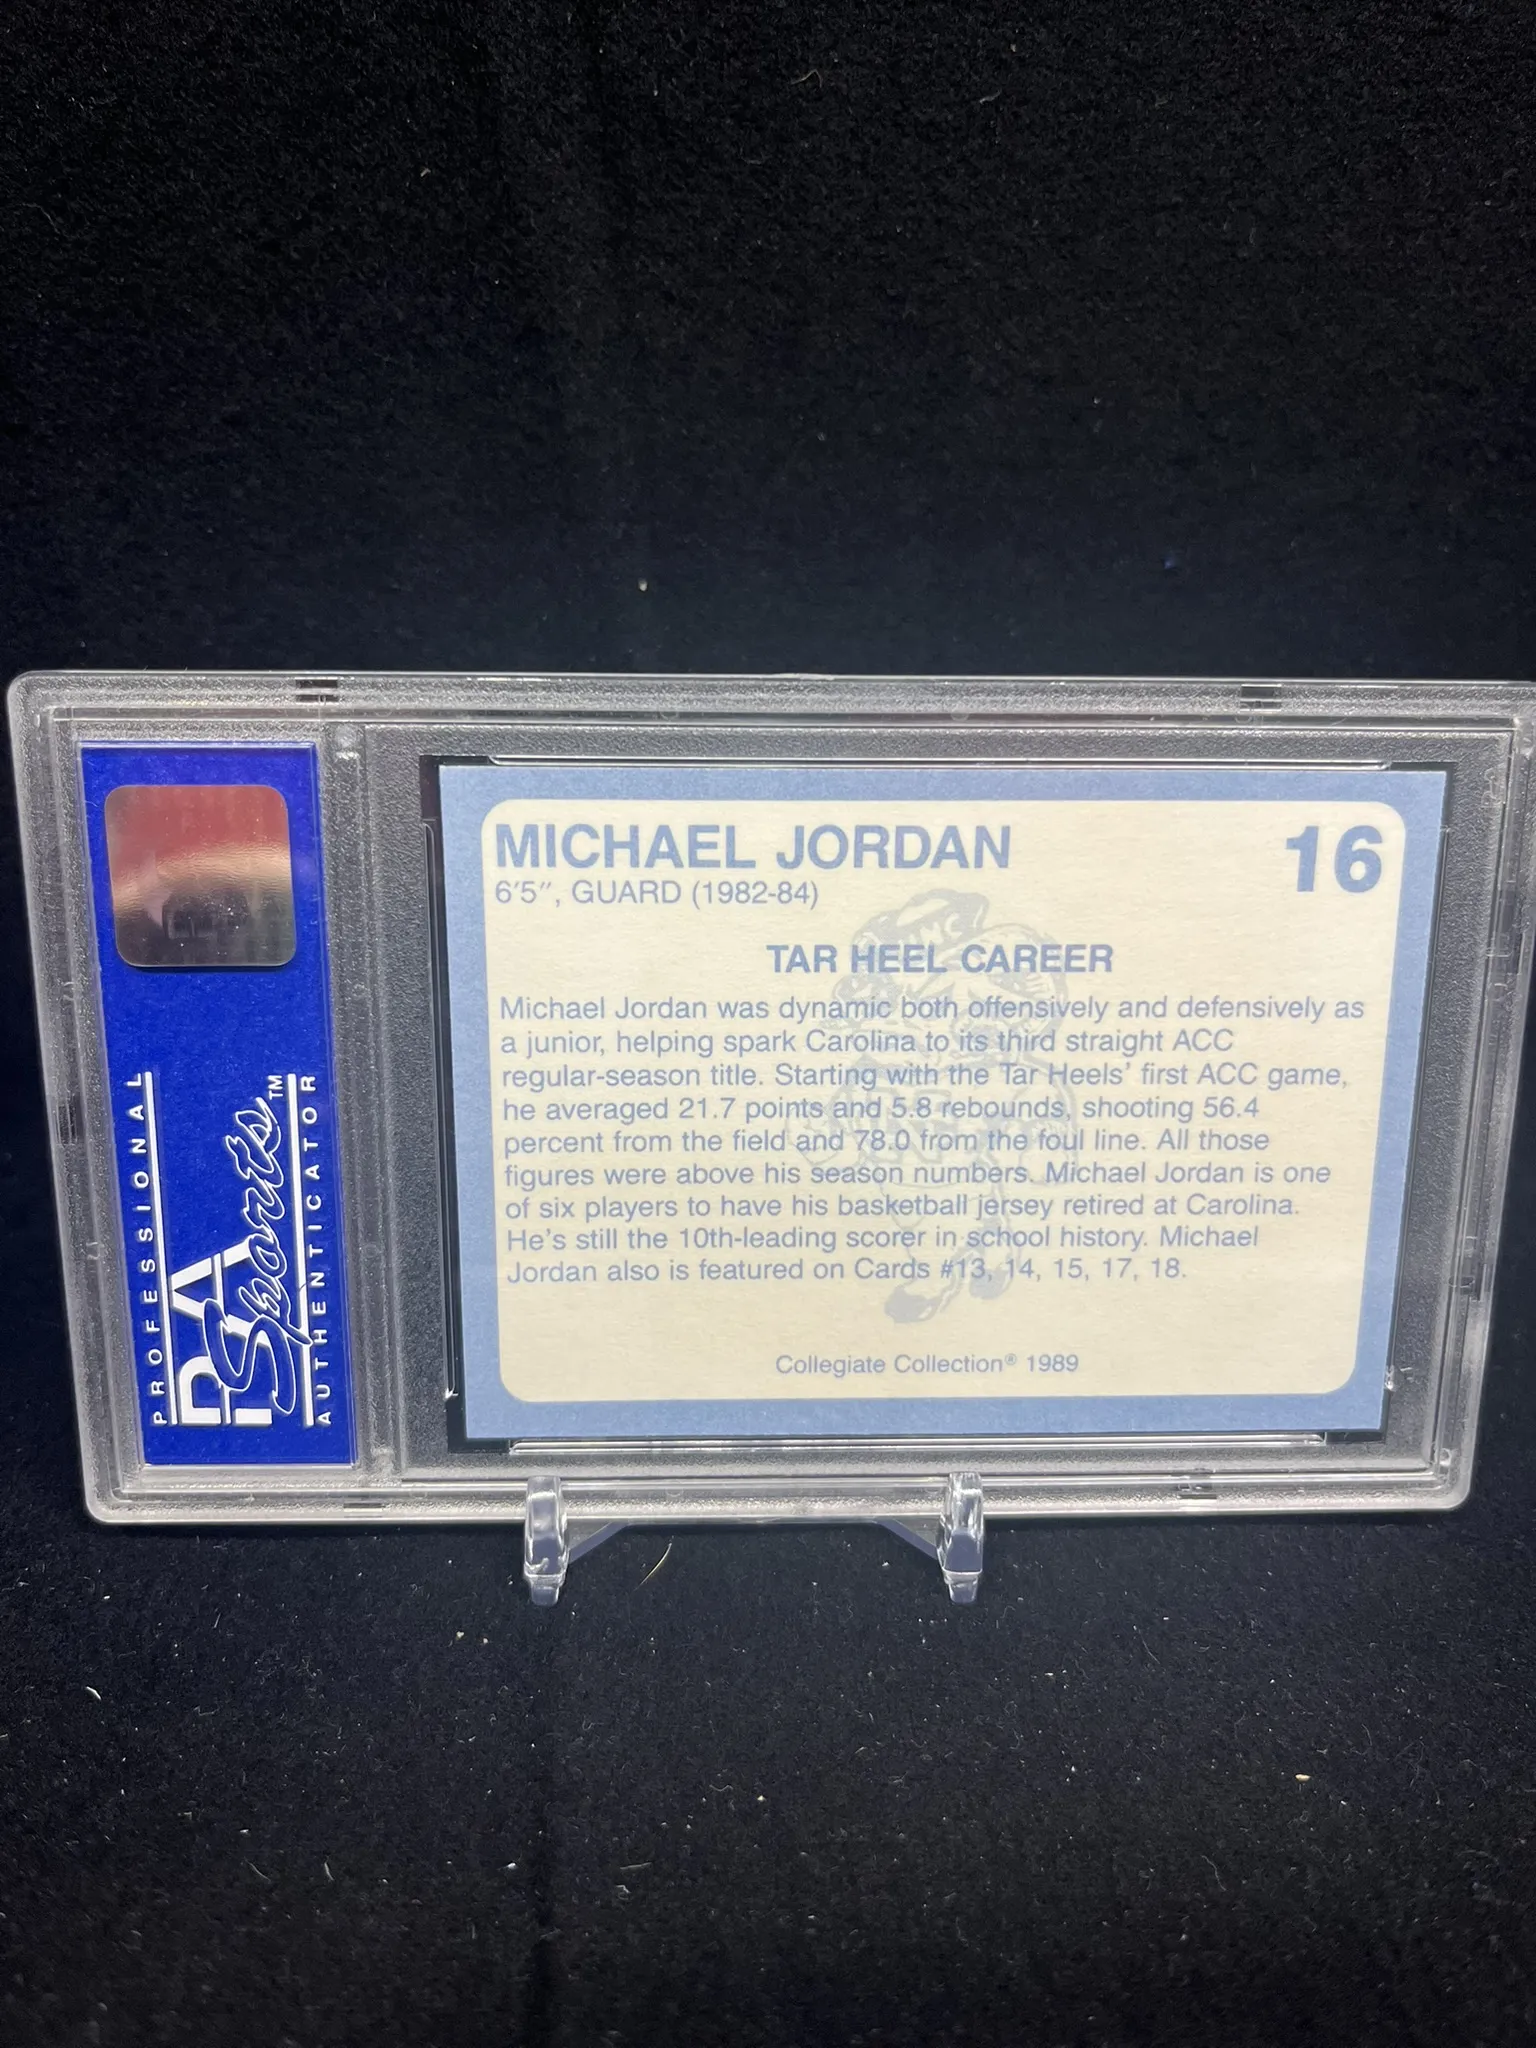 MICHAEL JORDAN
16
6'5", GUARD (1982-84)
UNC
TAR HEEL CAREER
Michael Jordan was dynamic both offensively and defensively as
a junior, helping spark Carolina to its third straight ACC
regular-season title. Starting with the Tar Heels' first ACC game,
he averaged 21.7 points and 5.8 rebounds, shooting 56.4
percent from the field and 78.0 from the foul line. All those
figures were above his season numbers. Michael Jordan is one
of six players to have his basketball jersey retired at Carolina.
He's still the 10th-leading scorer in school history. Michael
Jordan also is featured on Cards #13, 14, 15, 17, 18.
Collegiate Collection® 1989
PROFESSIONAL
PSA
Sports™
AUTHENTICATOR